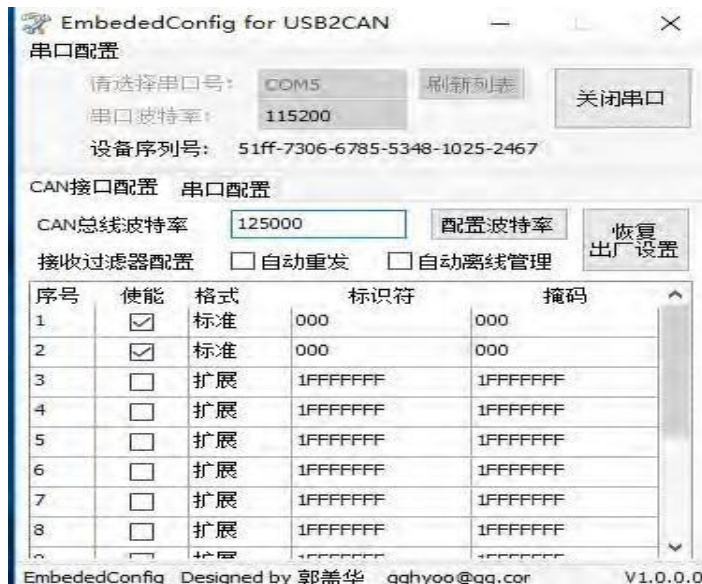 EmbededConfig for USB2CAN
串口配置
请选择串口号: COM5 刷新列表 关闭串口
串口波特率: 115200
设备序列号: 51ff-7306-6785-5348-1025-2467
CAN接口配置 串口配置
CAN总线波特率 125000 配置波特率 恢复出厂设置
接收过滤器配置 自动重发 自动离线管理
序号 使能 格式 标识符 掩码
1 标准 000 000
2 标准 000 000
3 扩展 1FFFFFFF 1FFFFFFF
4 扩展 1FFFFFFF 1FFFFFFF
5 扩展 1FFFFFFF 1FFFFFFF
6 扩展 1FFFFFFF 1FFFFFFF
7 扩展 1FFFFFFF 1FFFFFFF
8 扩展 1FFFFFFF 1FFFFFFF
EmbededConfig Designed by 郭盖华 gghyoo@qq.cor V1.0.0.0